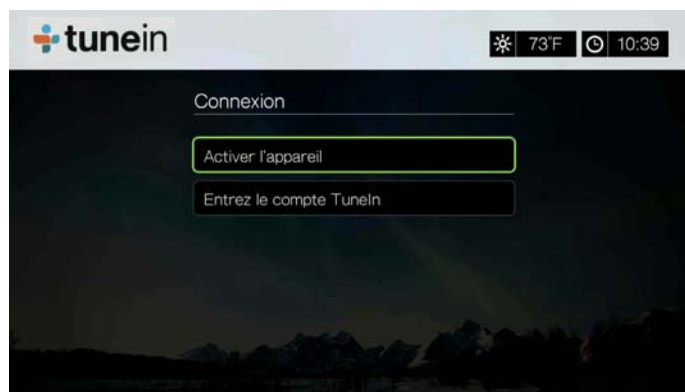 tunein
73°F 10:39
Connexion
Activer l'appareil
Entrez le compte TuneIn